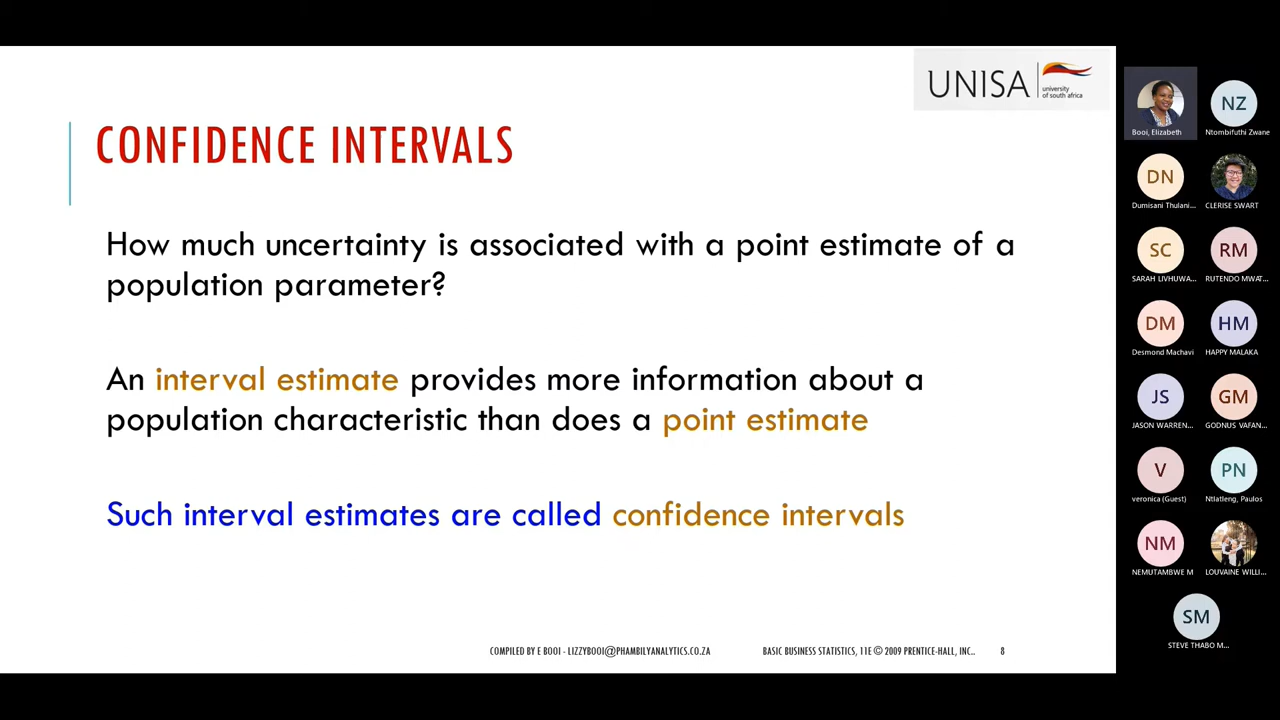 UNISA
university
of south africa
CONFIDENCE INTERVALS
How much uncertainty is associated with a point estimate of a
population parameter?
An interval estimate provides more information about a
population characteristic than does a point estimate
Such interval estimates are called confidence intervals
COMPILED BY E BOOI - LIZZYBOOI@PHAMBILYANALYTICS.CO.ZA
BASIC BUSINESS STATISTICS, 11E © 2009 PRENTICE-HALL, INC..
8
Booi, Elizabeth
NZ
Ntombifuthi Zwane
DN
Dumisani Thulani...
CLERISE SWART
SC
SARAH LIVHUWA...
RM
RUTENDO MWAT...
DM
Desmond Machavi
HM
HAPPY MALAKA
JS
JASON WARREN...
GM
GODNUS VAFAN...
V
veronica (Guest)
PN
Ntlatleng, Paulos
NM
NEMUTAMBWE M
LOUVAINE WILLI...
SM
STEVE THABO M...